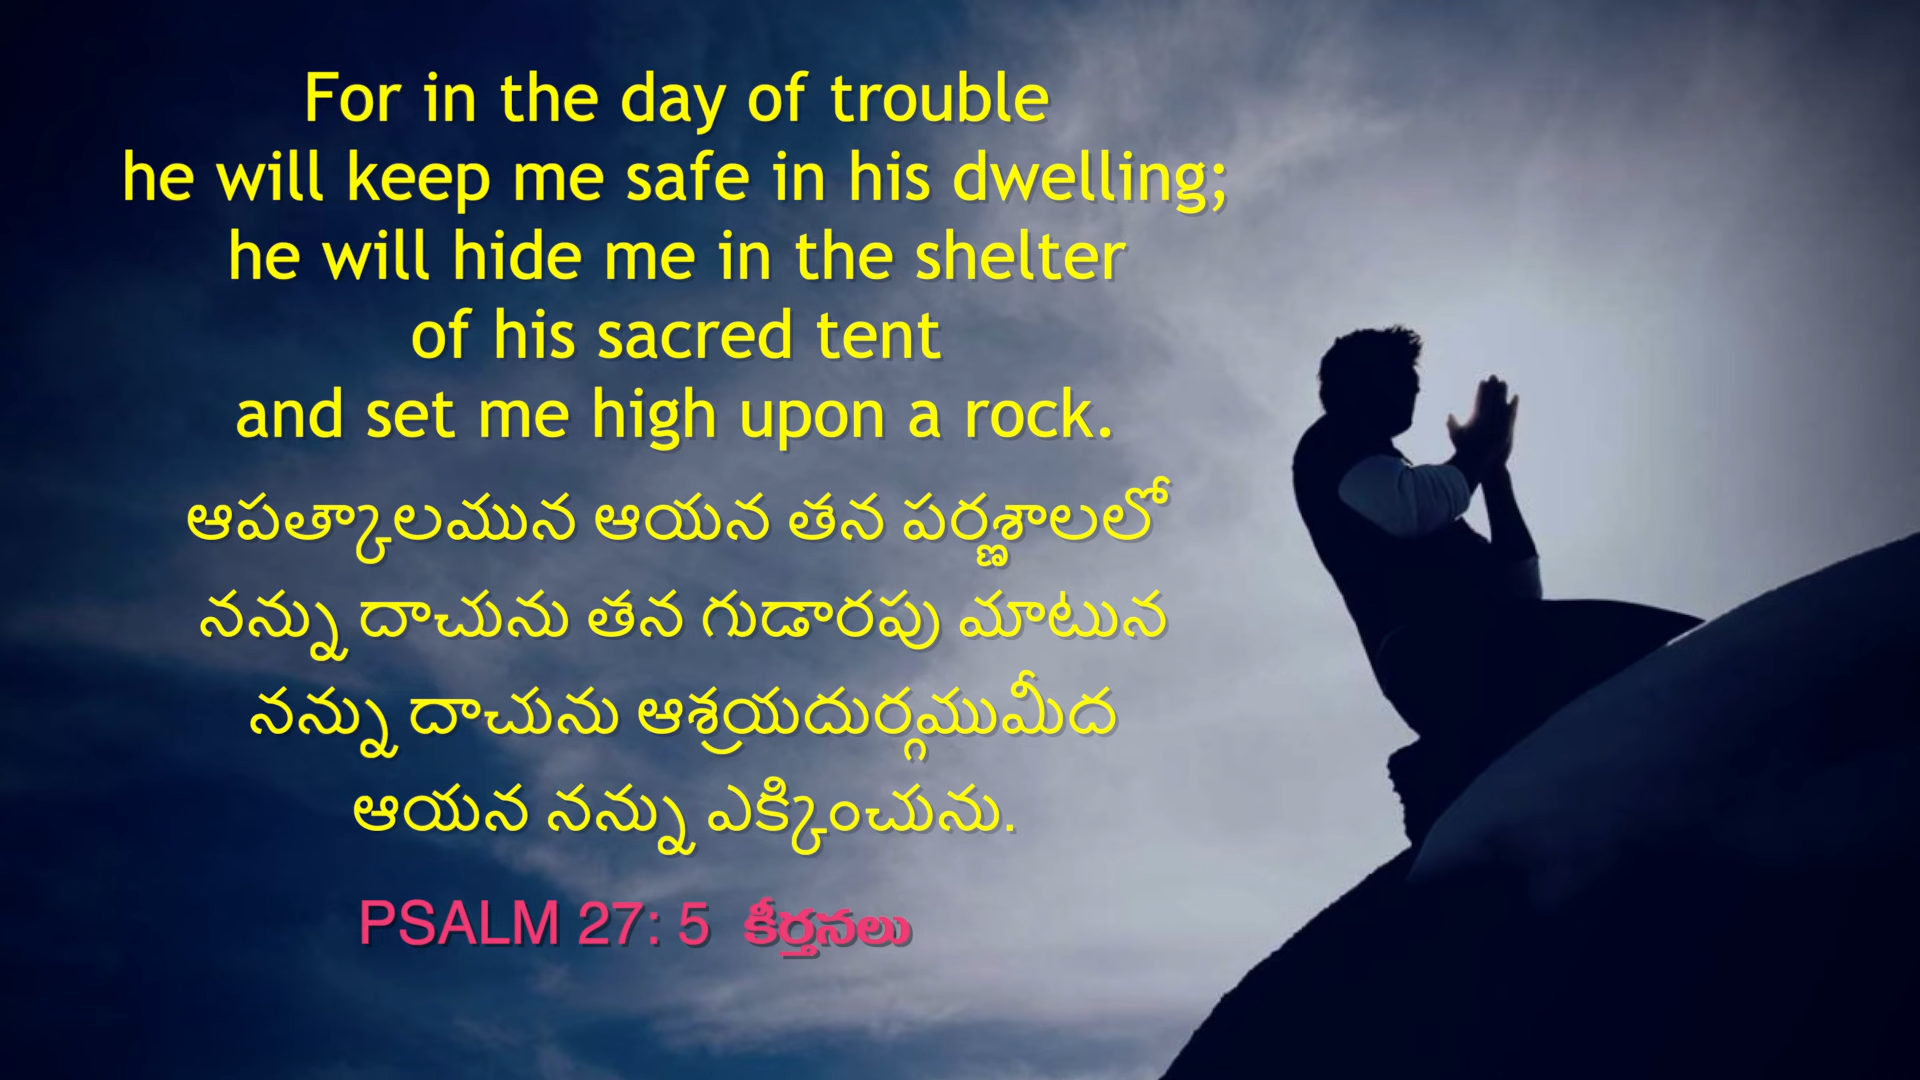 For in the day of trouble
he will keep me safe in his dwelling;
he will hide me in the shelter
of his sacred tent
and set me high upon a rock.
ఆపత్కాలమున ఆయన తన పర్ణశాలలో
నన్ను దాచును తన గుడారపు మాటున
నన్ను దాచును ఆశ్రయదుర్గముమీద
ఆయన నన్ను ఎక్కించును.
PSALM 27: 5 కీర్తనలు